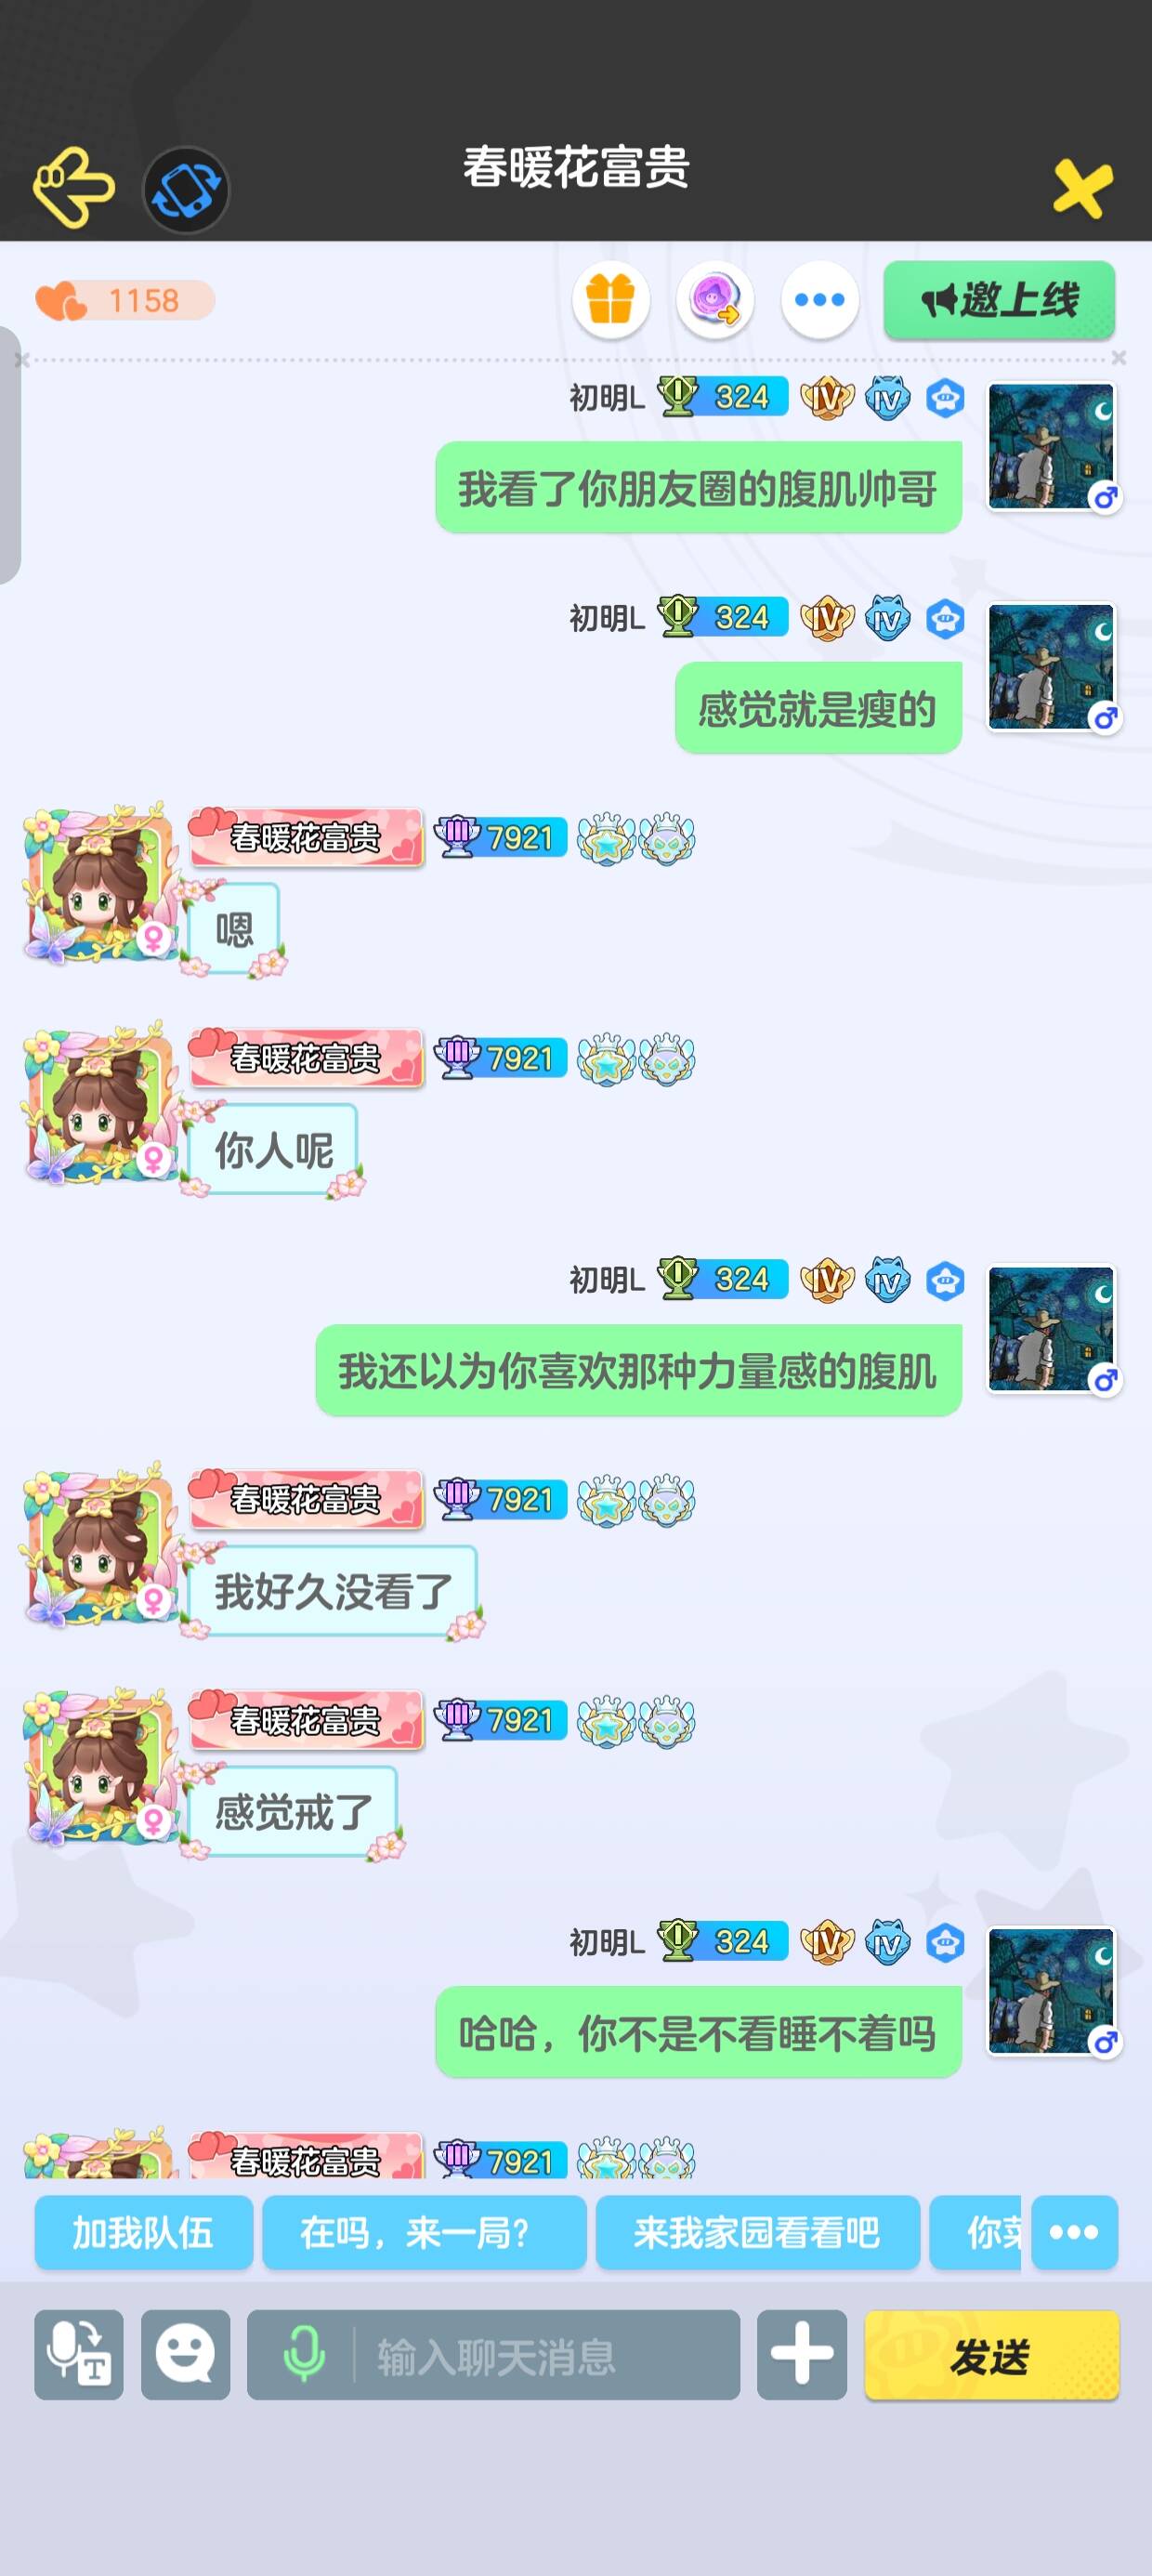 春暖花富贵
1158
邀上线
初明L I 324 IV IV
我看了你朋友圈的腹肌帅哥
初明L I 324 IV IV
感觉就是瘦的
春暖花富贵 III 7921
嗯
春暖花富贵 III 7921
你人呢
初明L I 324 IV IV
我还以为你喜欢那种力量感的腹肌
春暖花富贵 III 7921
我好久没看了
春暖花富贵 III 7921
感觉戒了
初明L I 324 IV IV
哈哈，你不是不看睡不着吗
春暖花富贵 III 7921
加我队伍 在吗，来一局? 来我家园看看吧 你菜
T 输入聊天消息 发送